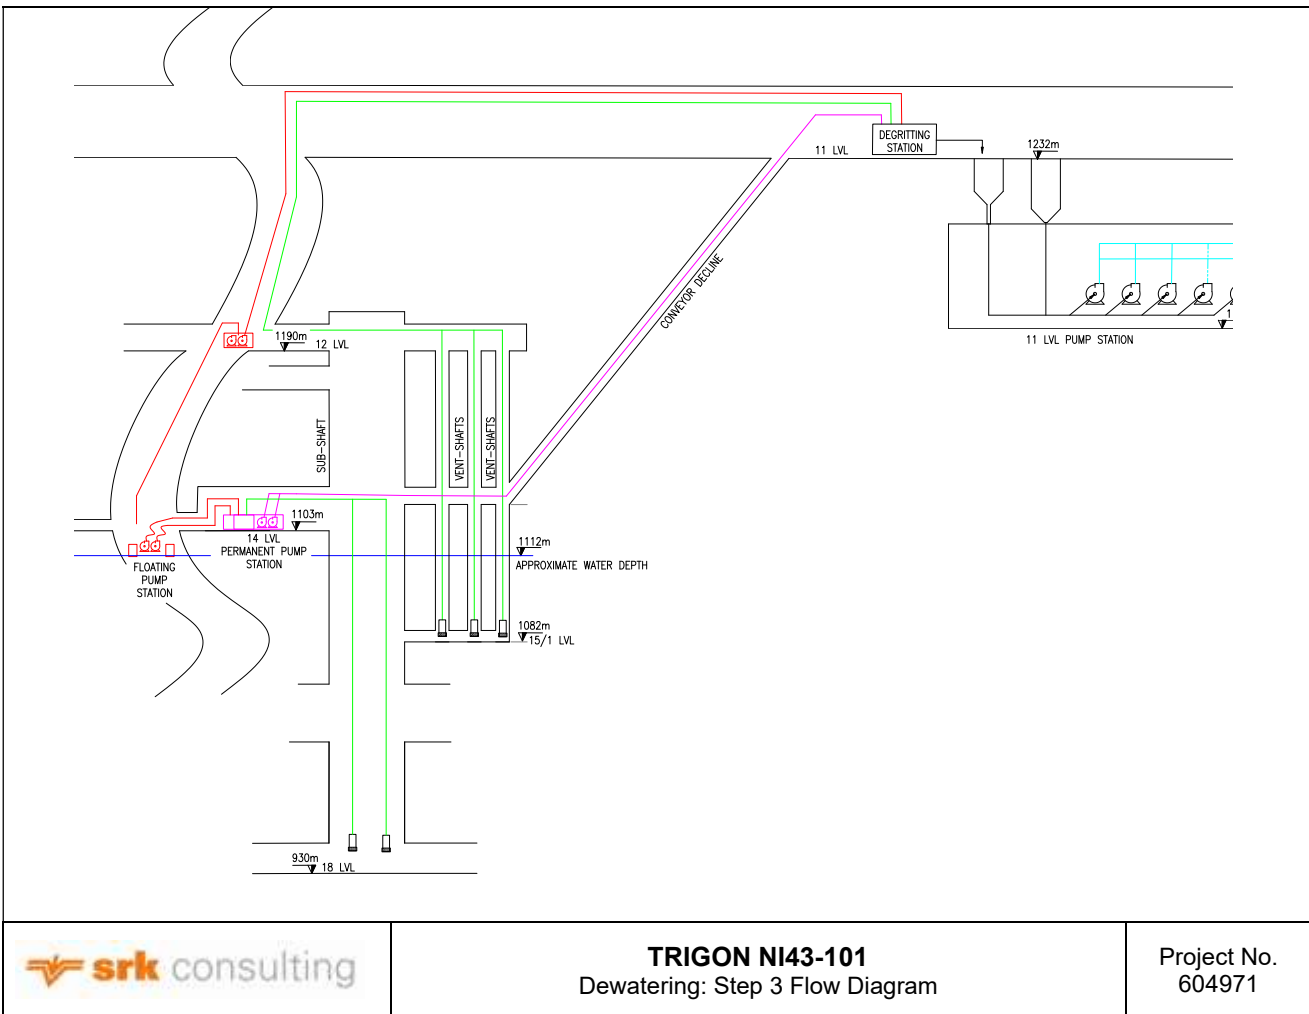 DEGRITTING
STATION
11 LVL
1232m
CONVEYOR DECLINE
1190m
12 LVL
11 LVL PUMP STATION
SUB-SHAFT
VENT-SHAFTS
VENT-SHAFTS
1103m
14 LVL
PERMANENT PUMP
STATION
1112m
APPROXIMATE WATER DEPTH
FLOATING
PUMP
STATION
1082m
15/1 LVL
930m
18 LVL
srk consulting
TRIGON NI43-101
Dewatering: Step 3 Flow Diagram
Project No.
604971